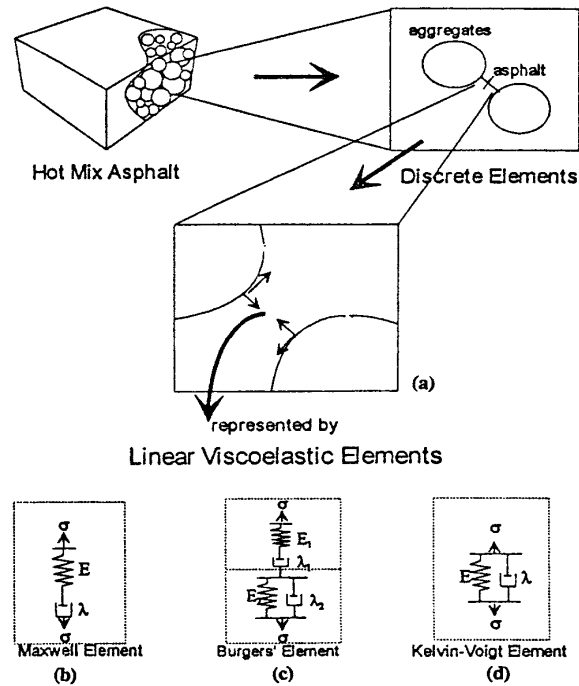 aggregates
asphalt
Hot Mix Asphalt
Discrete Elements
(a)
represented by
Linear Viscoelastic Elements
σ
E
λ
σ
Maxwell Element
(b)
σ
E₁
λ₁
E₂
λ₂
σ
Burgers' Element
(c)
σ
E
λ
σ
Kelvin-Voigt Element
(d)